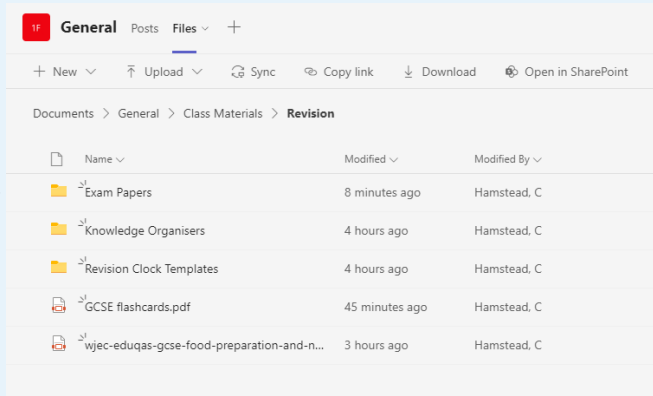 1F General Posts Files
New Upload Sync Copy link Download Open in SharePoint
Documents > General > Class Materials > Revision
Name Modified Modified By
Exam Papers 8 minutes ago Hamstead, C
Knowledge Organisers 4 hours ago Hamstead, C
Revision Clock Templates 4 hours ago Hamstead, C
GCSE flashcards.pdf 45 minutes ago Hamstead, C
wjec-eduqas-gcse-food-preparation-and-n... 3 hours ago Hamstead, C